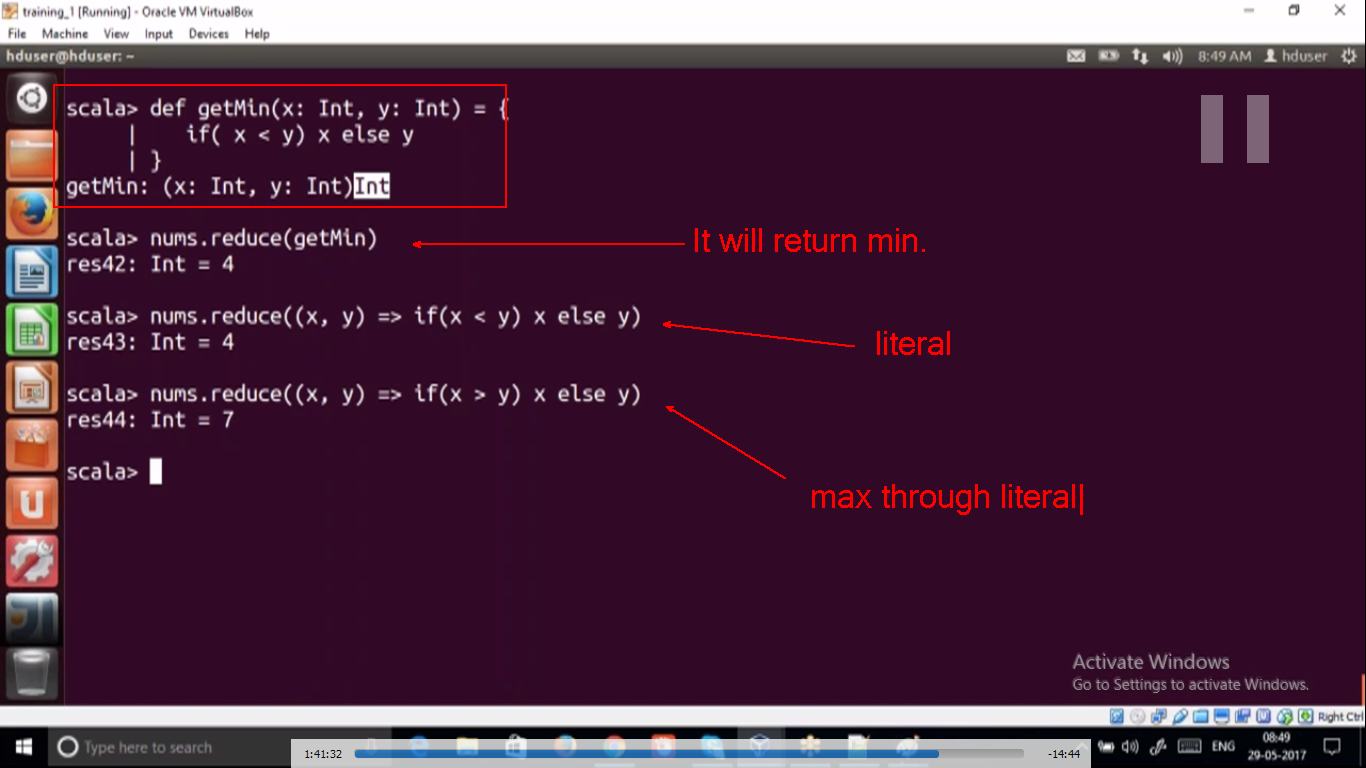 training_1 [Running] - Oracle VM VirtualBox
File Machine View Input Devices Help
hduser@hduser: ~
8:49 AM hduser
scala> def getMin(x: Int, y: Int) = {
| if( x < y) x else y
| }
getMin: (x: Int, y: Int)Int
scala> nums.reduce(getMin)
It will return min.
res42: Int = 4
scala> nums.reduce((x, y) => if(x < y) x else y)
res43: Int = 4
literal
scala> nums.reduce((x, y) => if(x > y) x else y)
res44: Int = 7
scala>
max through literal
Activate Windows
Go to Settings to activate Windows.
Right Ctrl
Type here to search
1:41:32
-14:44
ENG
08:49
29-05-2017